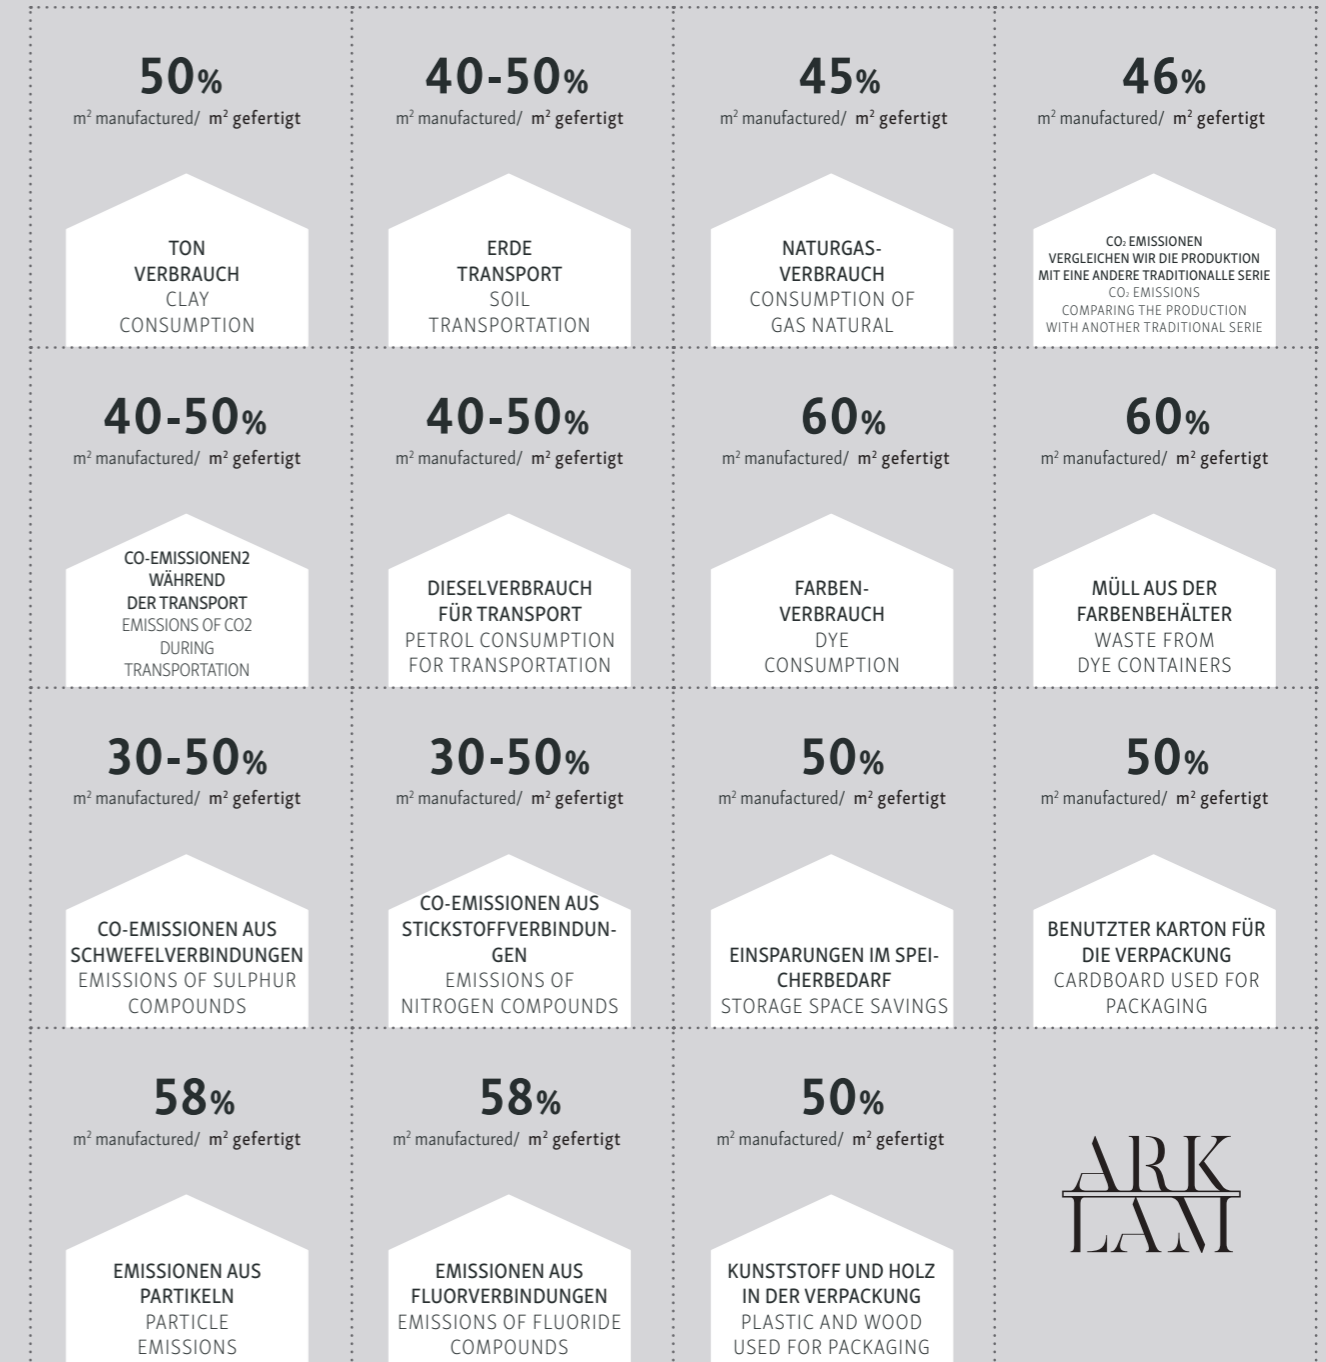 50%
m² manufactured/ m² gefertigt
TON
VERBRAUCH
CLAY
CONSUMPTION
40-50%
m² manufactured/ m² gefertigt
ERDE
TRANSPORT
SOIL
TRANSPORTATION
45%
m² manufactured/ m² gefertigt
NATURGAS-
VERBRAUCH
CONSUMPTION OF
GAS NATURAL
46%
m² manufactured/ m² gefertigt
CO₂ EMISSIONEN
VERGLEICHEN WIR DIE PRODUKTION
MIT EINE ANDERE TRADITIONALLE SERIE
CO₂ EMISSIONS
COMPARING THE PRODUCTION
WITH ANOTHER TRADITIONAL SERIE
40-50%
m² manufactured/ m² gefertigt
CO-EMISSIONEN2
WÄHREND
DER TRANSPORT
EMISSIONS OF CO2
DURING
TRANSPORTATION
40-50%
m² manufactured/ m² gefertigt
DIESELVERBRAUCH
FÜR TRANSPORT
PETROL CONSUMPTION
FOR TRANSPORTATION
60%
m² manufactured/ m² gefertigt
FARBEN-
VERBRAUCH
DYE
CONSUMPTION
60%
m² manufactured/ m² gefertigt
MÜLL AUS DER
FARBENBEHÄLTER
WASTE FROM
DYE CONTAINERS
30-50%
m² manufactured/ m² gefertigt
CO-EMISSIONEN AUS
SCHWEFELVERBINDUNGEN
EMISSIONS OF SULPHUR
COMPOUNDS
30-50%
m² manufactured/ m² gefertigt
CO-EMISSIONEN AUS
STICKSTOFFVERBINDUN-
GEN
EMISSIONS OF
NITROGEN COMPOUNDS
50%
m² manufactured/ m² gefertigt
EINSPARUNGEN IM SPEI-
CHERBEDARF
STORAGE SPACE SAVINGS
50%
m² manufactured/ m² gefertigt
BENUTZTER KARTON FÜR
DIE VERPACKUNG
CARDBOARD USED FOR
PACKAGING
58%
m² manufactured/ m² gefertigt
EMISSIONEN AUS
PARTIKELN
PARTICLE
EMISSIONS
58%
m² manufactured/ m² gefertigt
EMISSIONEN AUS
FLUORVERBINDUNGEN
EMISSIONS OF FLUORIDE
COMPOUNDS
50%
m² manufactured/ m² gefertigt
KUNSTSTOFF UND HOLZ
IN DER VERPACKUNG
PLASTIC AND WOOD
USED FOR PACKAGING
ARK
LAM